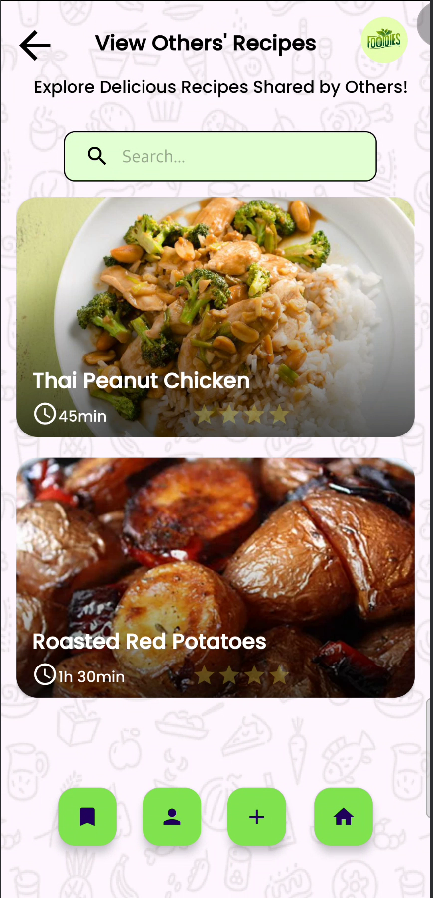 View Others' Recipes
FOODIES
Explore Delicious Recipes Shared by Others!
Search...
Thai Peanut Chicken
45min
Roasted Red Potatoes
1h 30min